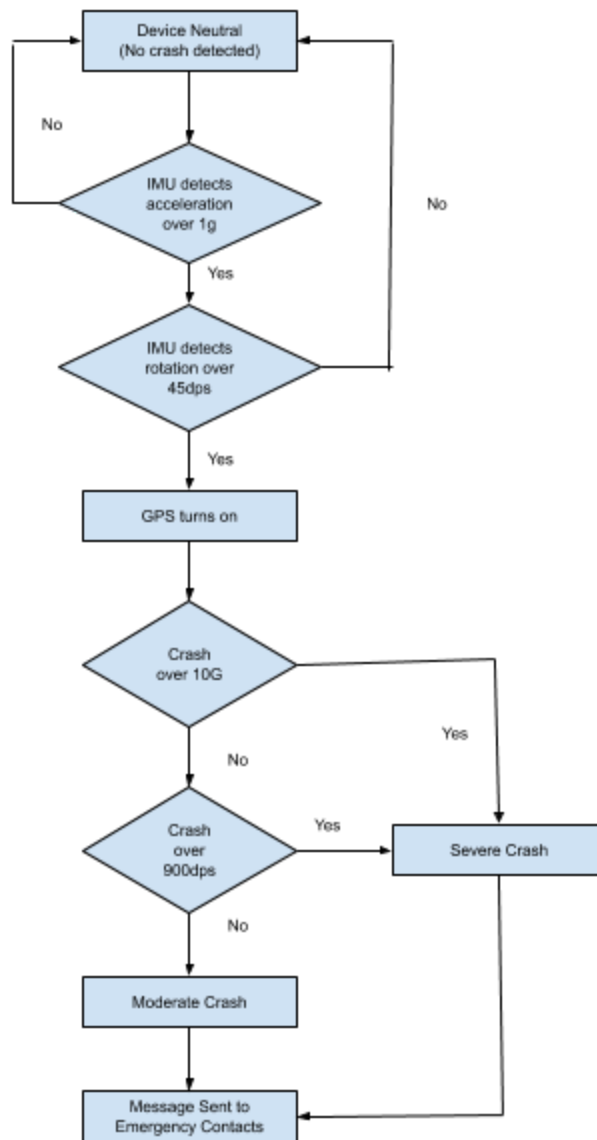 Device Neutral
(No crash detected)
No
IMU detects
acceleration
over 1g
No
Yes
IMU detects
rotation over
45dps
Yes
GPS turns on
Crash
over 10G
Yes
No
Crash
over
900dps
Yes
Severe Crash
No
Moderate Crash
Message Sent to
Emergency Contacts